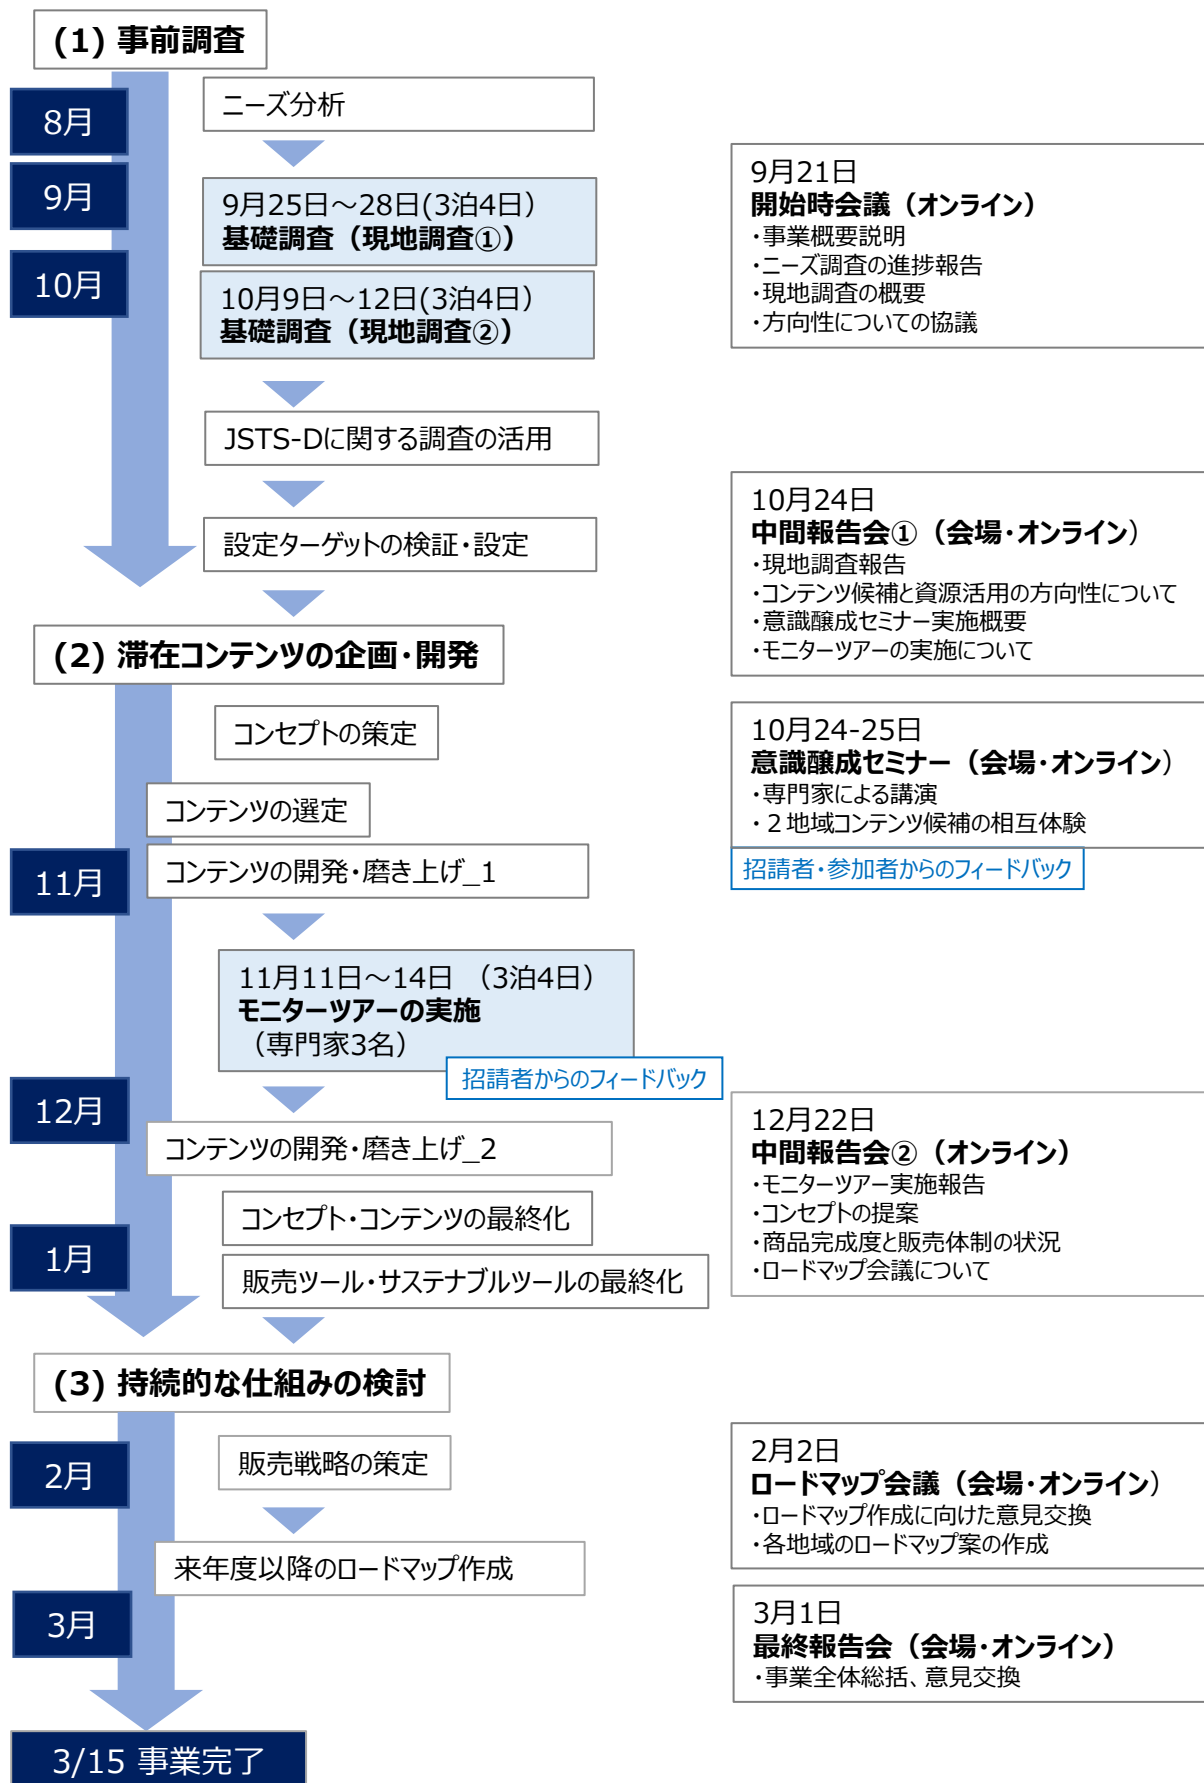 (1) 事前調査
8月
ニーズ分析
9月
9月25日～28日(3泊4日）
基礎調査（現地調査①）
10月
10月9日～12日(3泊4日）
基礎調査（現地調査②）
JSTS-Dに関する調査の活用
設定ターゲットの検証・設定
9月21日
開始時会議（オンライン）
・事業概要説明
・ニーズ調査の進捗報告
・現地調査の概要
・方向性についての協議
10月24日
中間報告会①（会場・オンライン）
・現地調査報告
・コンテンツ候補と資源活用の方向性について
・意識醸成セミナー実施概要
・モニターツアーの実施について
(2) 滞在コンテンツの企画・開発
コンセプトの策定
コンテンツの選定
11月
コンテンツの開発・磨き上げ_1
10月24-25日
意識醸成セミナー（会場・オンライン）
・専門家による講演
・２地域コンテンツ候補の相互体験
招請者・参加者からのフィードバック
11月11日～14日 （3泊4日）
モニターツアーの実施
（専門家3名）
招請者からのフィードバック
12月
コンテンツの開発・磨き上げ_2
コンセプト・コンテンツの最終化
1月
販売ツール・サステナブルツールの最終化
12月22日
中間報告会②（オンライン）
・モニターツアー実施報告
・コンセプトの提案
・商品完成度と販売体制の状況
・ロードマップ会議について
(3) 持続的な仕組みの検討
2月
販売戦略の策定
来年度以降のロードマップ作成
3月
2月2日
ロードマップ会議（会場・オンライン）
・ロードマップ作成に向けた意見交換
・各地域のロードマップ案の作成
3月1日
最終報告会（会場・オンライン）
・事業全体総括、意見交換
3/15 事業完了